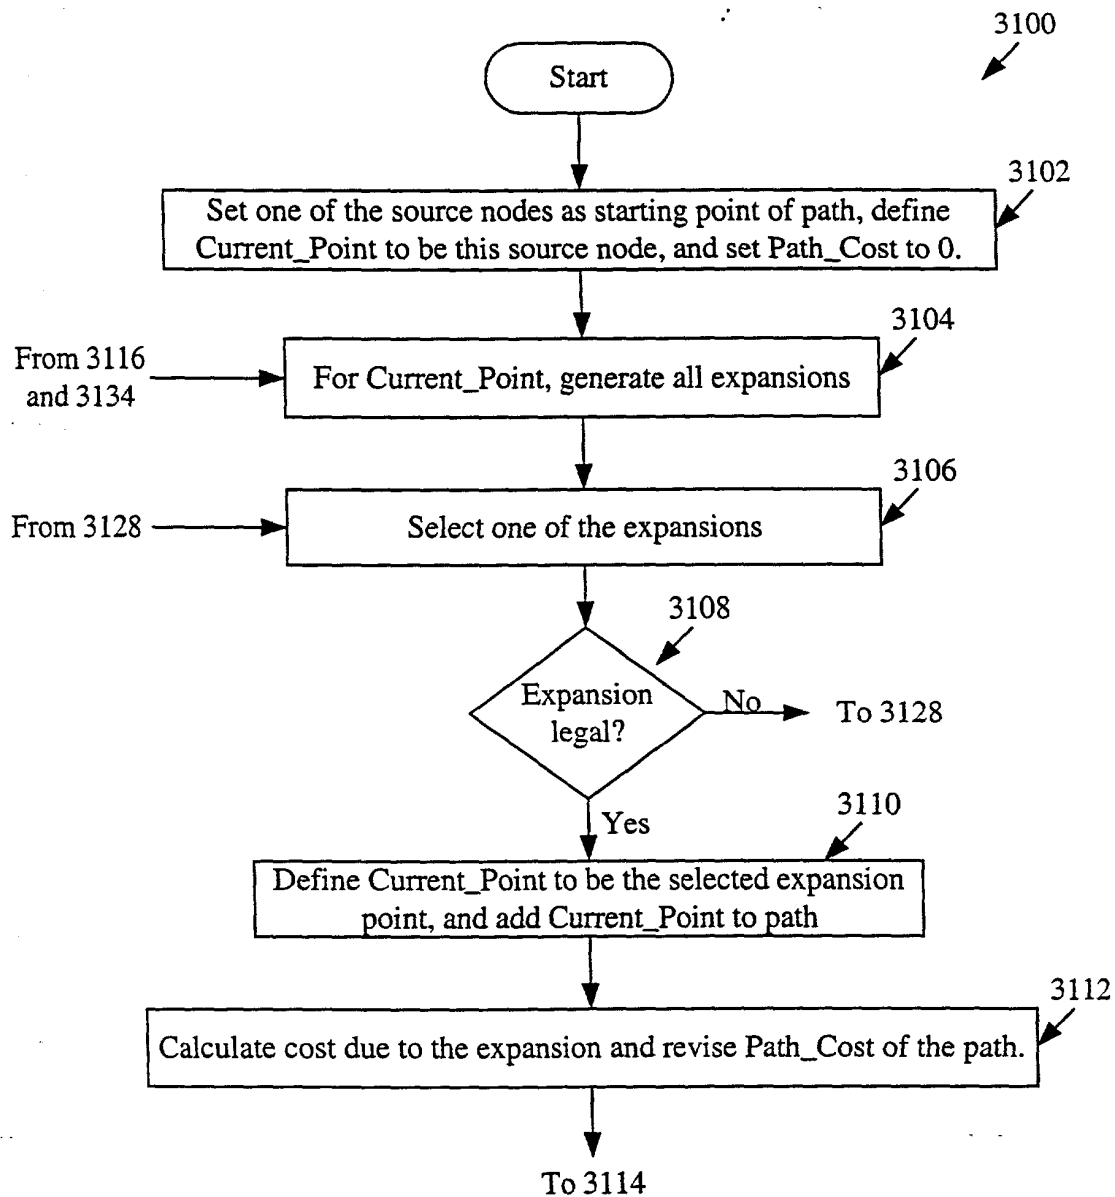 3100
Start
3102
Set one of the source nodes as starting point of path, define
Current_Point to be this source node, and set Path_Cost to 0.
3104
From 3116
and 3134
For Current_Point, generate all expansions
3106
From 3128
Select one of the expansions
3108
Expansion
legal?
No
To 3128
Yes
3110
Define Current_Point to be the selected expansion
point, and add Current_Point to path
3112
Calculate cost due to the expansion and revise Path_Cost of the path.
To 3114